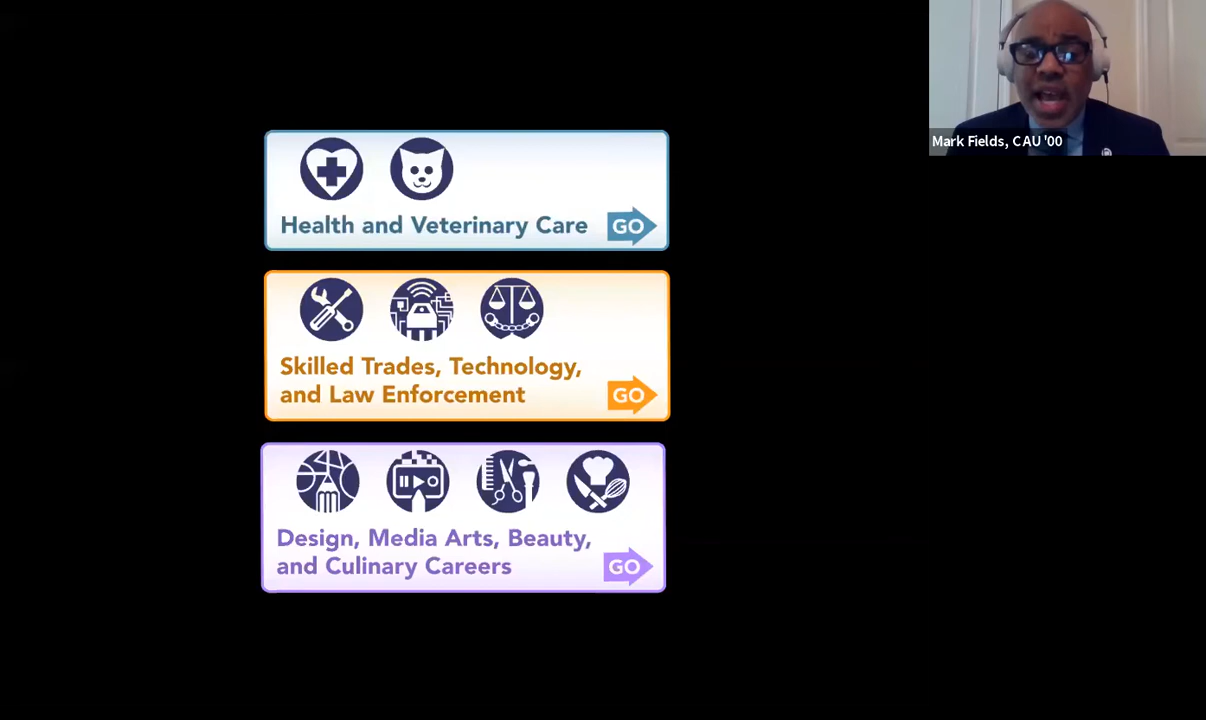 Mark Fields, CAU '00
Health and Veterinary Care
GO
Skilled Trades, Technology,
and Law Enforcement
GO
Design, Media Arts, Beauty,
and Culinary Careers
GO